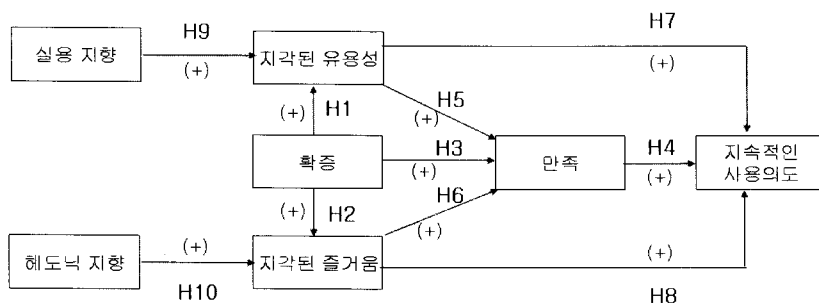 H9
H7
실용 지향
(+)
지각된 유용성
(+)
(+)
H1
H5
(+)
확증
H3
(+)
만족
H4
(+)
지속적인
사용의도
(+)
H2
H6
(+)
헤도닉 지향
(+)
지각된 즐거움
(+)
H10
H8